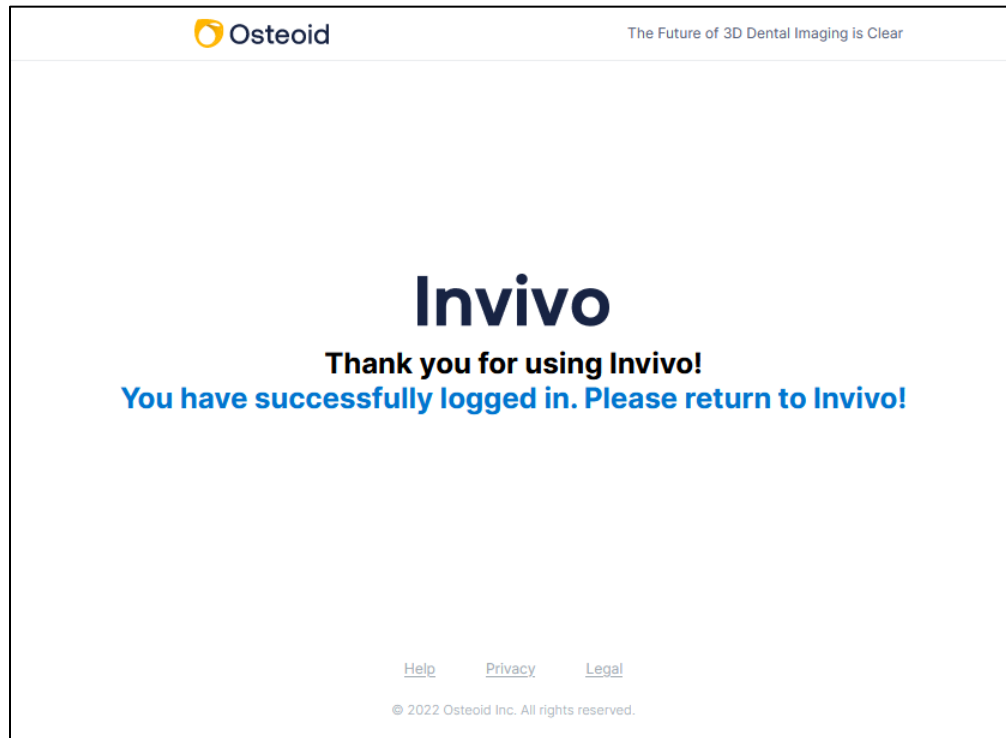 Osteoid
The Future of 3D Dental Imaging is Clear
Invivo
Thank you for using Invivo!
You have successfully logged in. Please return to Invivo!
Help Privacy Legal
© 2022 Osteoid Inc. All rights reserved.